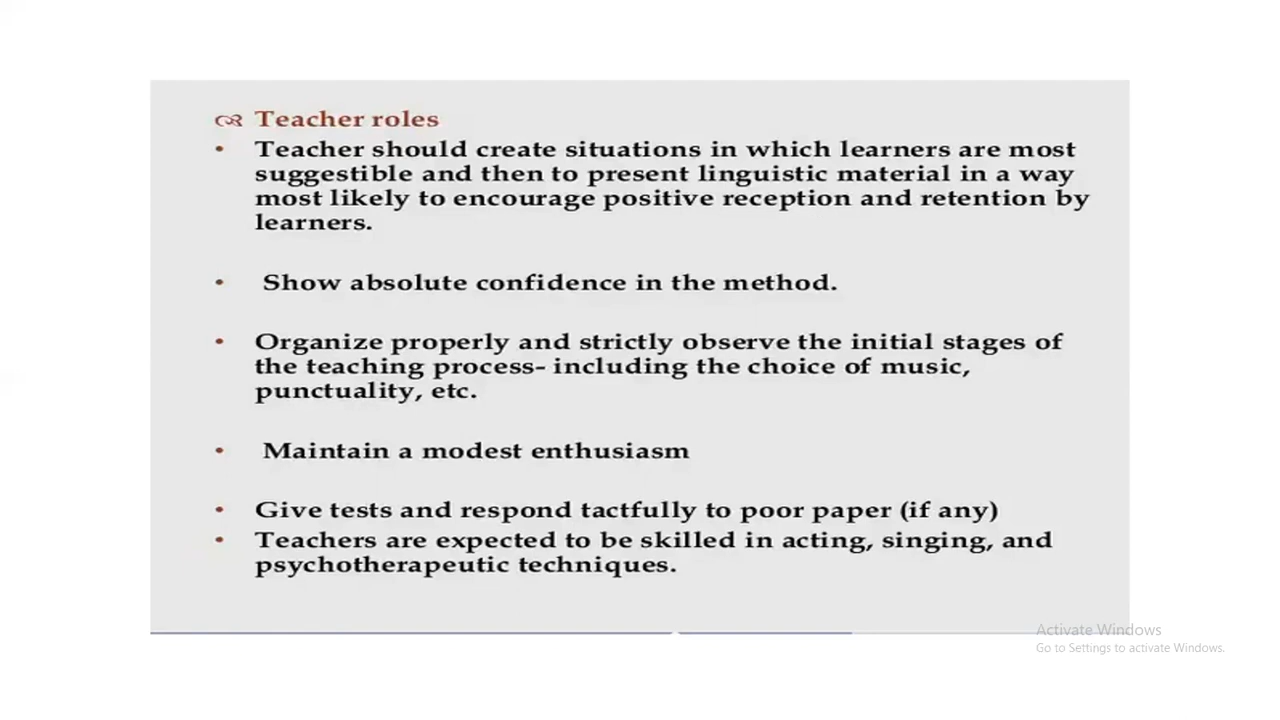 Teacher roles
• Teacher should create situations in which learners are most
suggestible and then to present linguistic material in a way
most likely to encourage positive reception and retention by
learners.
• Show absolute confidence in the method.
• Organize properly and strictly observe the initial stages of
the teaching process- including the choice of music,
punctuality, etc.
• Maintain a modest enthusiasm
• Give tests and respond tactfully to poor paper (if any)
• Teachers are expected to be skilled in acting, singing, and
psychotherapeutic techniques.
Activate Windows
Go to Settings to activate Windows.